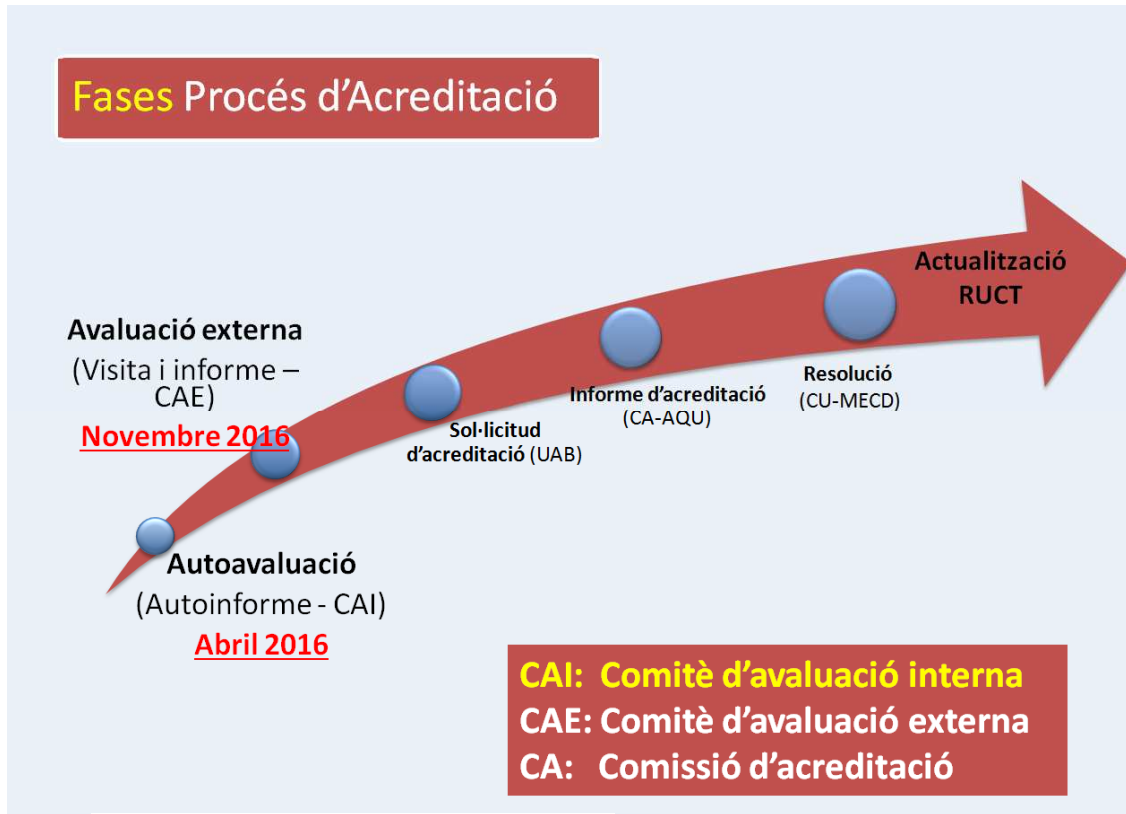 Fases Procés d'Acreditació
Actualització
RUCT
Avaluació externa
(Visita i informe –
CAE)
Novembre 2016
Resolució
(CU-MECD)
Informe d'acreditació
(CA-AQU)
Sol·licitud
d'acreditació (UAB)
Autoavaluació
(Autoinforme - CAI)
Abril 2016
CAI: Comitè d'avaluació interna
CAE: Comitè d'avaluació externa
CA: Comissió d'acreditació